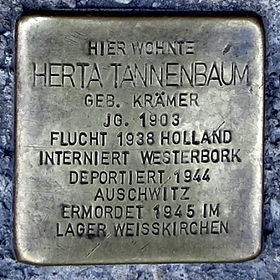 HIER WOHNTE
HERTA TANNENBAUM
GEB. KRÄMER
JG. 1903
FLUCHT 1938 HOLLAND
INTERNIERT WESTERBORK
DEPORTIERT 1944
AUSCHWITZ
ERMORDET 1945 IM
LAGER WEISSKIRCHEN